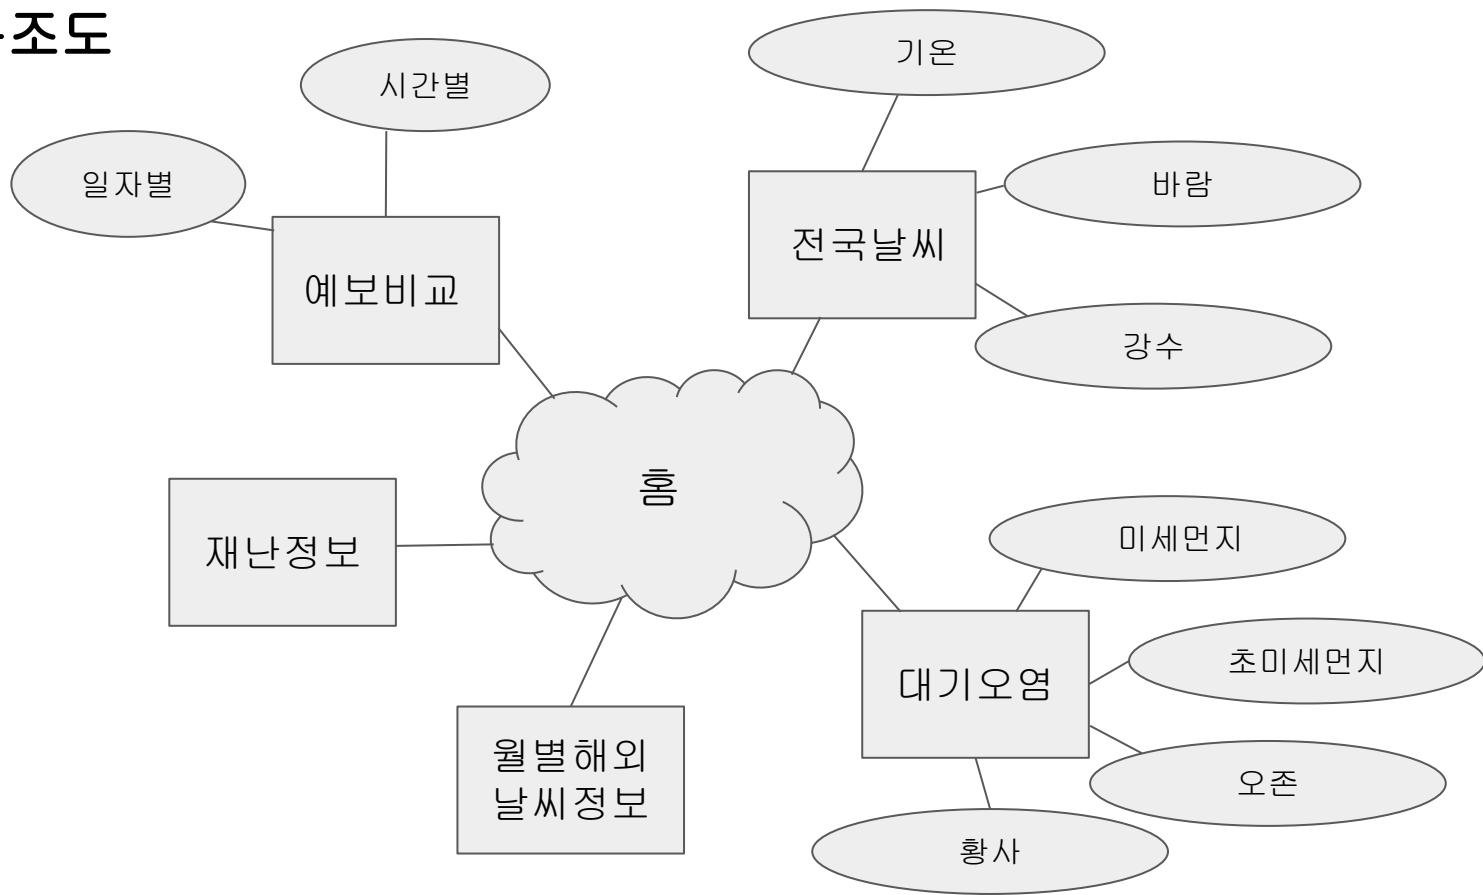 조도
시간별
일자별
예보비교
기온
바람
전국날씨
강수
홈
재난정보
월별해외
날씨정보
미세먼지
초미세먼지
대기오염
오존
황사